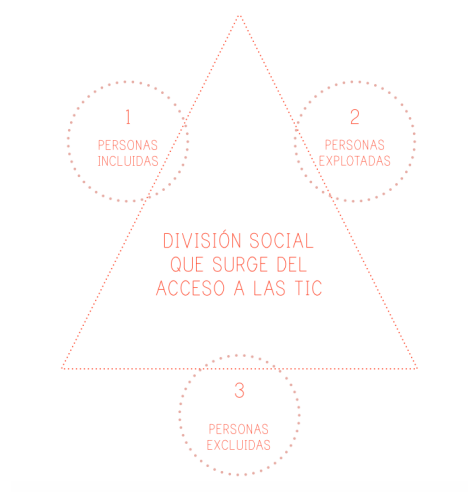 1
PERSONAS
INCLUIDAS
2
PERSONAS
EXPLOTADAS
DIVISIÓN SOCIAL
QUE SURGE DEL
ACCESO A LAS TIC
3
PERSONAS
EXCLUIDAS